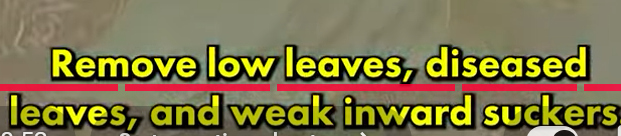 Remove low leaves, diseased
leaves, and weak inward suckers